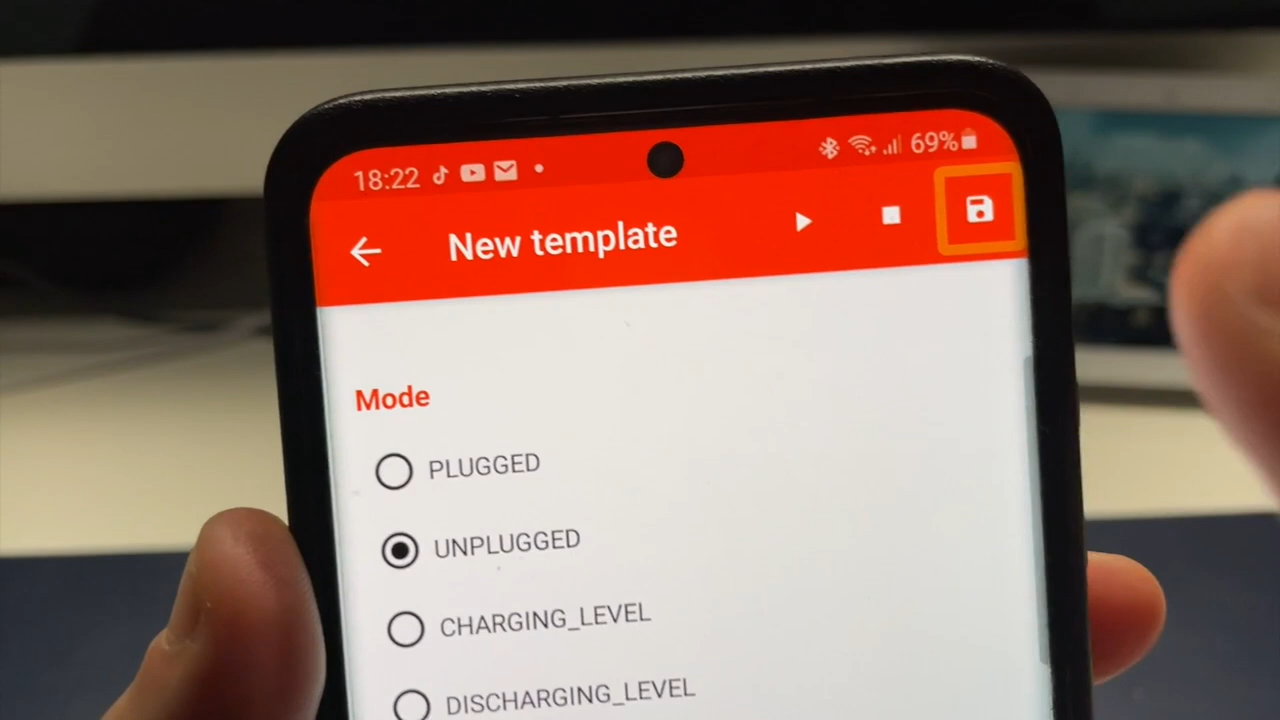 18:22 69%
New template
Mode
PLUGGED
UNPLUGGED
CHARGING_LEVEL
DISCHARGING_LEVEL